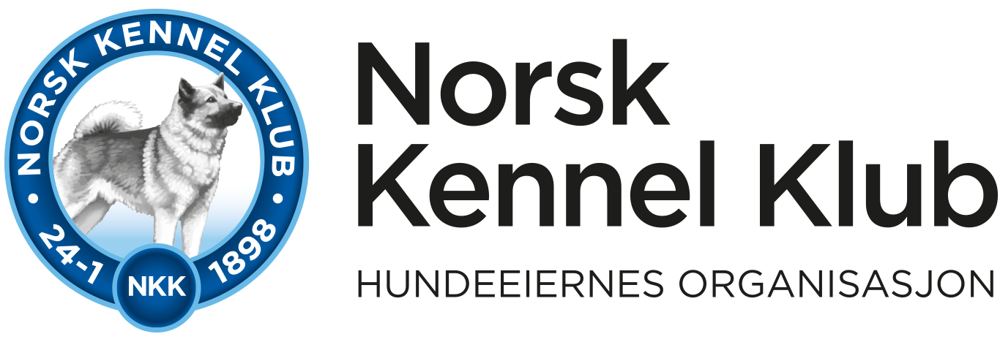 NORSK KENNEL KLUB
24-1 1898
NKK
Norsk
Kennel Klub
HUNDEEIERNES ORGANISASJON